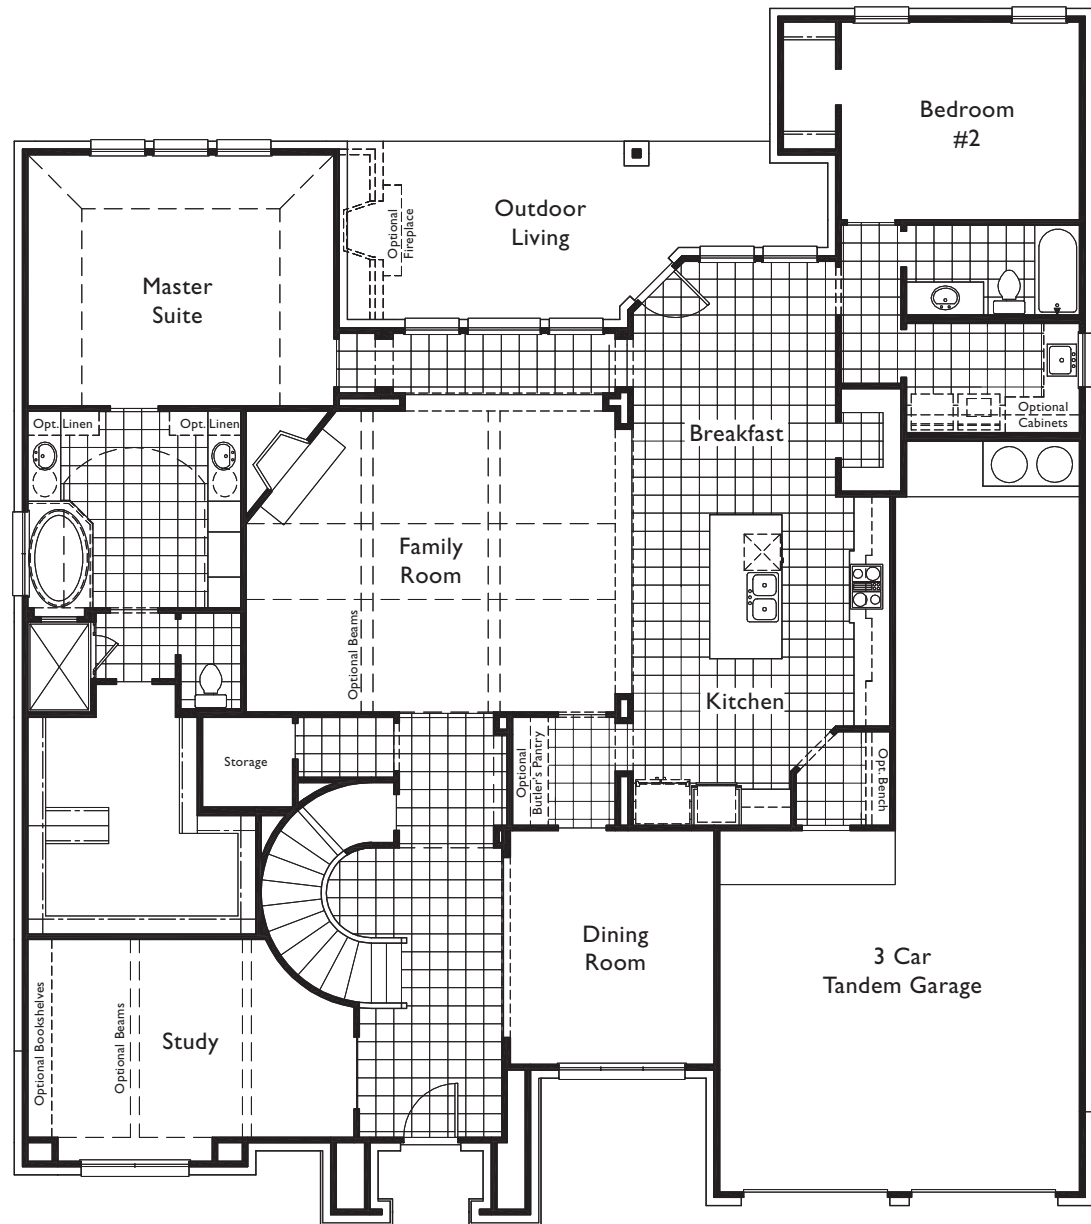 Bedroom
#2
Outdoor
Living
Optional
Fireplace
Master
Suite
Opt. Linen
Opt. Linen
Optional
Cabinets
Breakfast
Family
Room
Optional Beams
Kitchen
Storage
Optional
Butler's Pantry
Opt. Bench
Dining
Room
3 Car
Tandem Garage
Optional Bookshelves
Optional Beams
Study